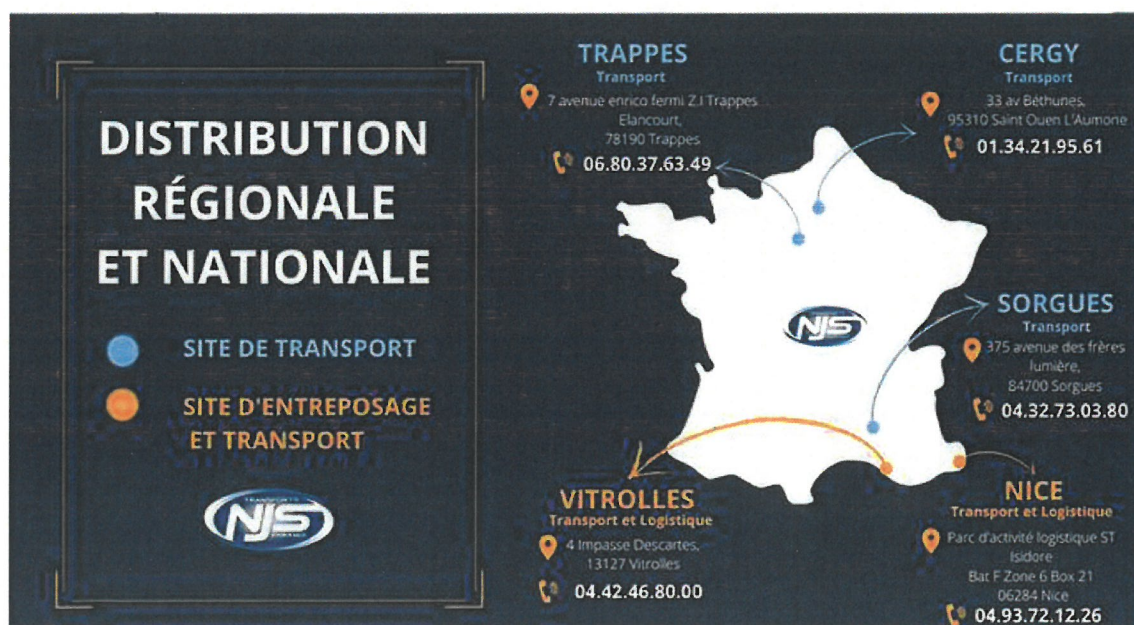 DISTRIBUTION
RÉGIONALE
ET NATIONALE
SITE DE TRANSPORT
SITE D'ENTREPOSAGE
ET TRANSPORT
TRANSPORTS
NJS
TRAPPES
Transport
7 avenue enrico fermi Z.I Trappes
Elancourt,
78190 Trappes
06.80.37.63.49
CERGY
Transport
33 av Béthunes,
95310 Saint Ouen L'Aumone
01.34.21.95.61
NJS
SORGUES
Transport
375 avenue des frères
lumière,
84700 Sorgues
04.32.73.03.80
VITROLLES
Transport et Logistique
4 Impasse Descartes,
13127 Vitrolles
04.42.46.80.00
NICE
Transport et Logistique
Parc d'activité logistique ST
Isidore
Bat F Zone 6 Box 21
06284 Nice
04.93.72.12.26